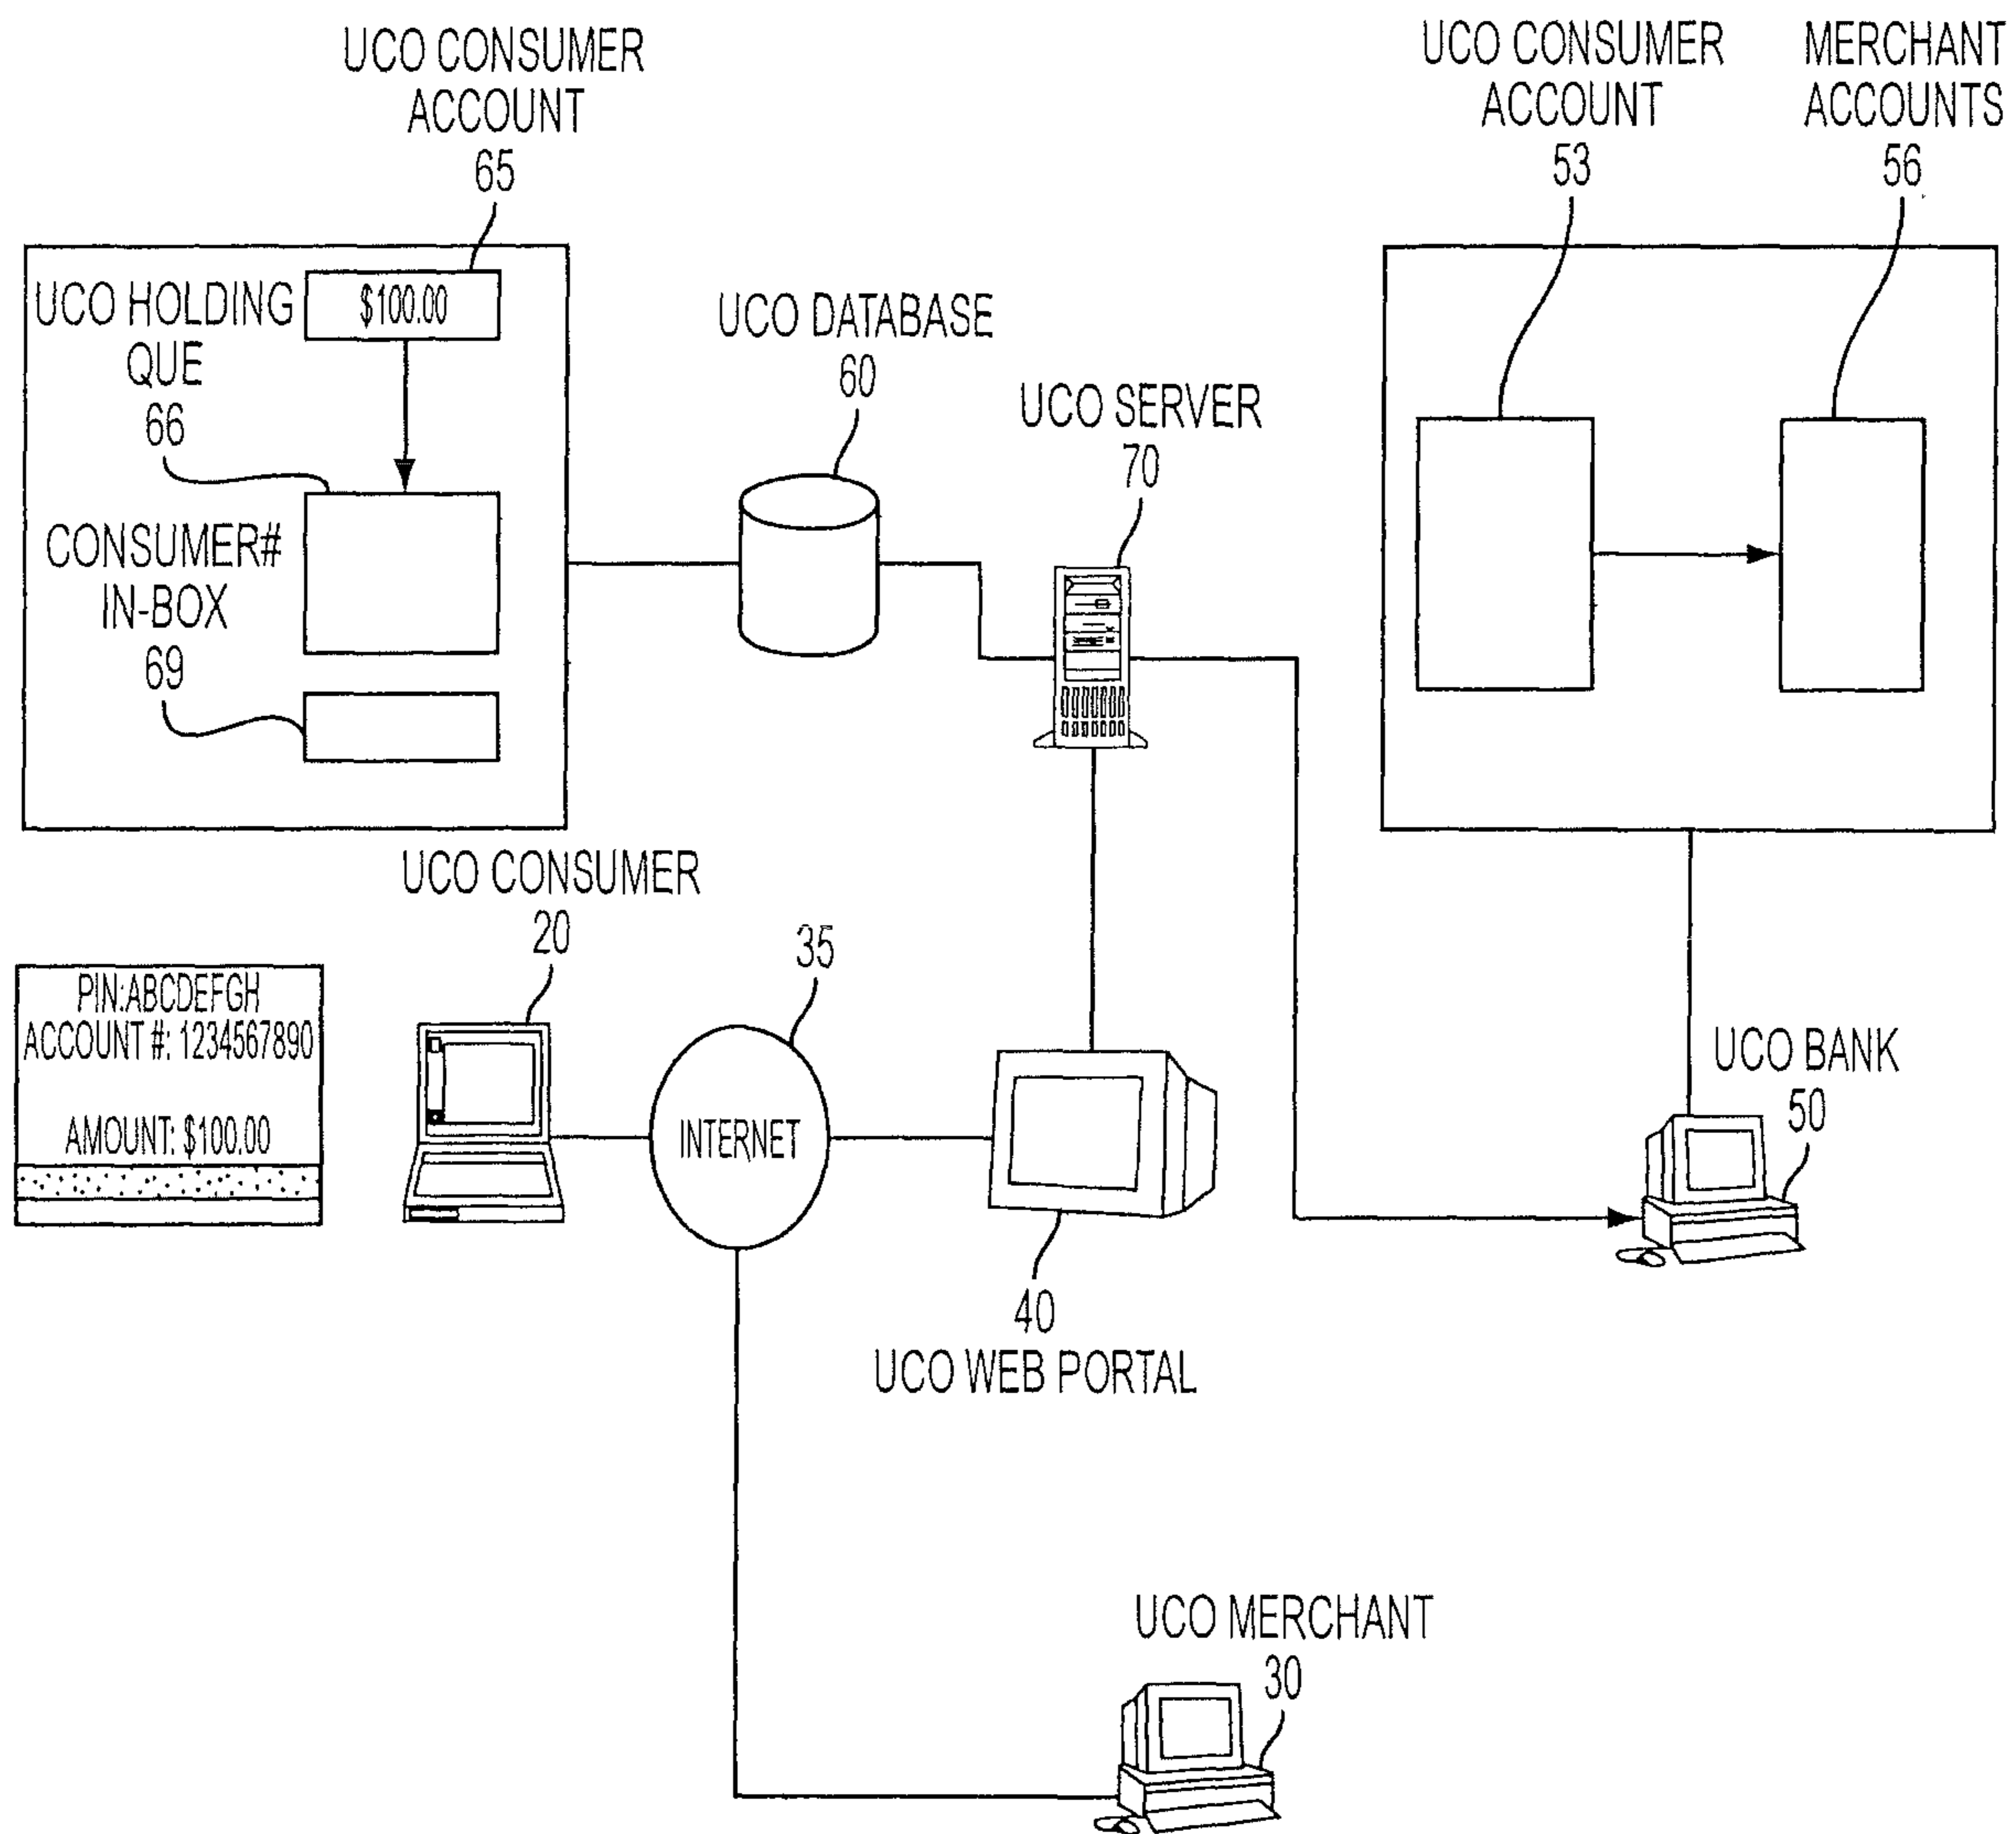 UCO CONSUMER
ACCOUNT
65
UCO CONSUMER
ACCOUNT
53
MERCHANT
ACCOUNTS
56
UCO HOLDING
QUE
66
$100.00
CONSUMER#
IN-BOX
69
UCO DATABASE
60
UCO SERVER
70
UCO CONSUMER
20
35
PIN:ABCDEFGH
ACCOUNT #: 1234567890
AMOUNT: $100.00
INTERNET
40
UCO WEB PORTAL
UCO BANK
50
UCO MERCHANT
30